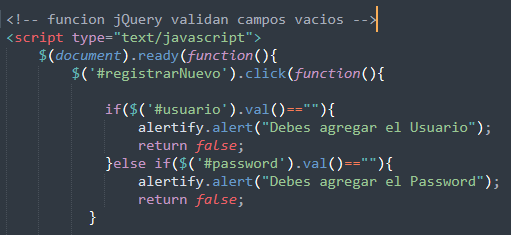 <!-- funcion jQuery validan campos vacios -->
<script type="text/javascript">
$(document).ready(function(){
$('#registrarNuevo').click(function(){
if($('#usuario').val()==""){
alertify.alert("Debes agregar el Usuario");
return false;
}else if($('#password').val()==""){
alertify.alert("Debes agregar el Password");
return false;
}